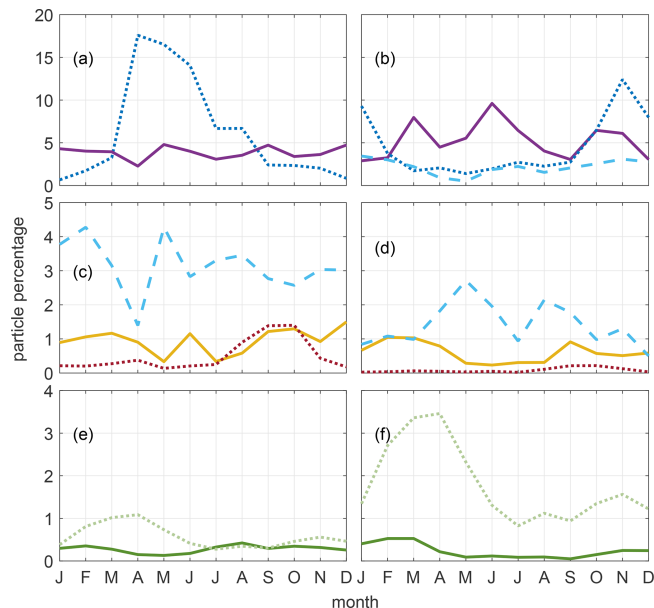 20
15
10
5
0
(a)
(b)
particle percentage
5
4
3
2
1
0
(c)
(d)
4
3
2
1
0
(e)
(f)
J F M A M J J A S O N D
J F M A M J J A S O N D
month